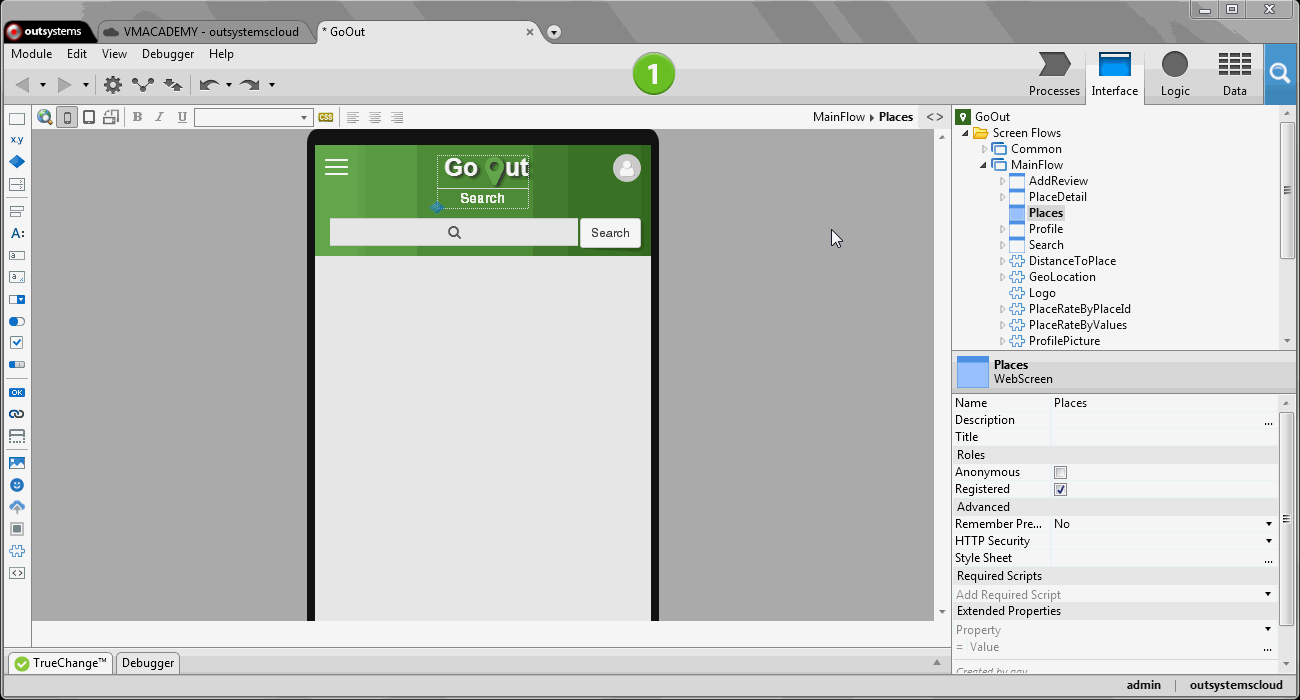 outsystems
VMACADEMY - outsystemscloud
* GoOut
Module Edit View Debugger Help
1
Processes Interface Logic Data
B I U
CSS
MainFlow Places <>
x,y
A:
OK
Go Out
Search
Search
GoOut
Screen Flows
Common
MainFlow
AddReview
PlaceDetail
Places
Profile
Search
DistanceToPlace
GeoLocation
Logo
PlaceRateByPlaceId
PlaceRateByValues
ProfilePicture
Places
WebScreen
Name Places
Description ...
Title
Roles
Anonymous
Registered
Advanced
Remember Pre... No
HTTP Security
Style Sheet ...
Required Scripts
Add Required Script
Extended Properties
Property
= Value ...
TrueChange™ Debugger
admin | outsystemscloud